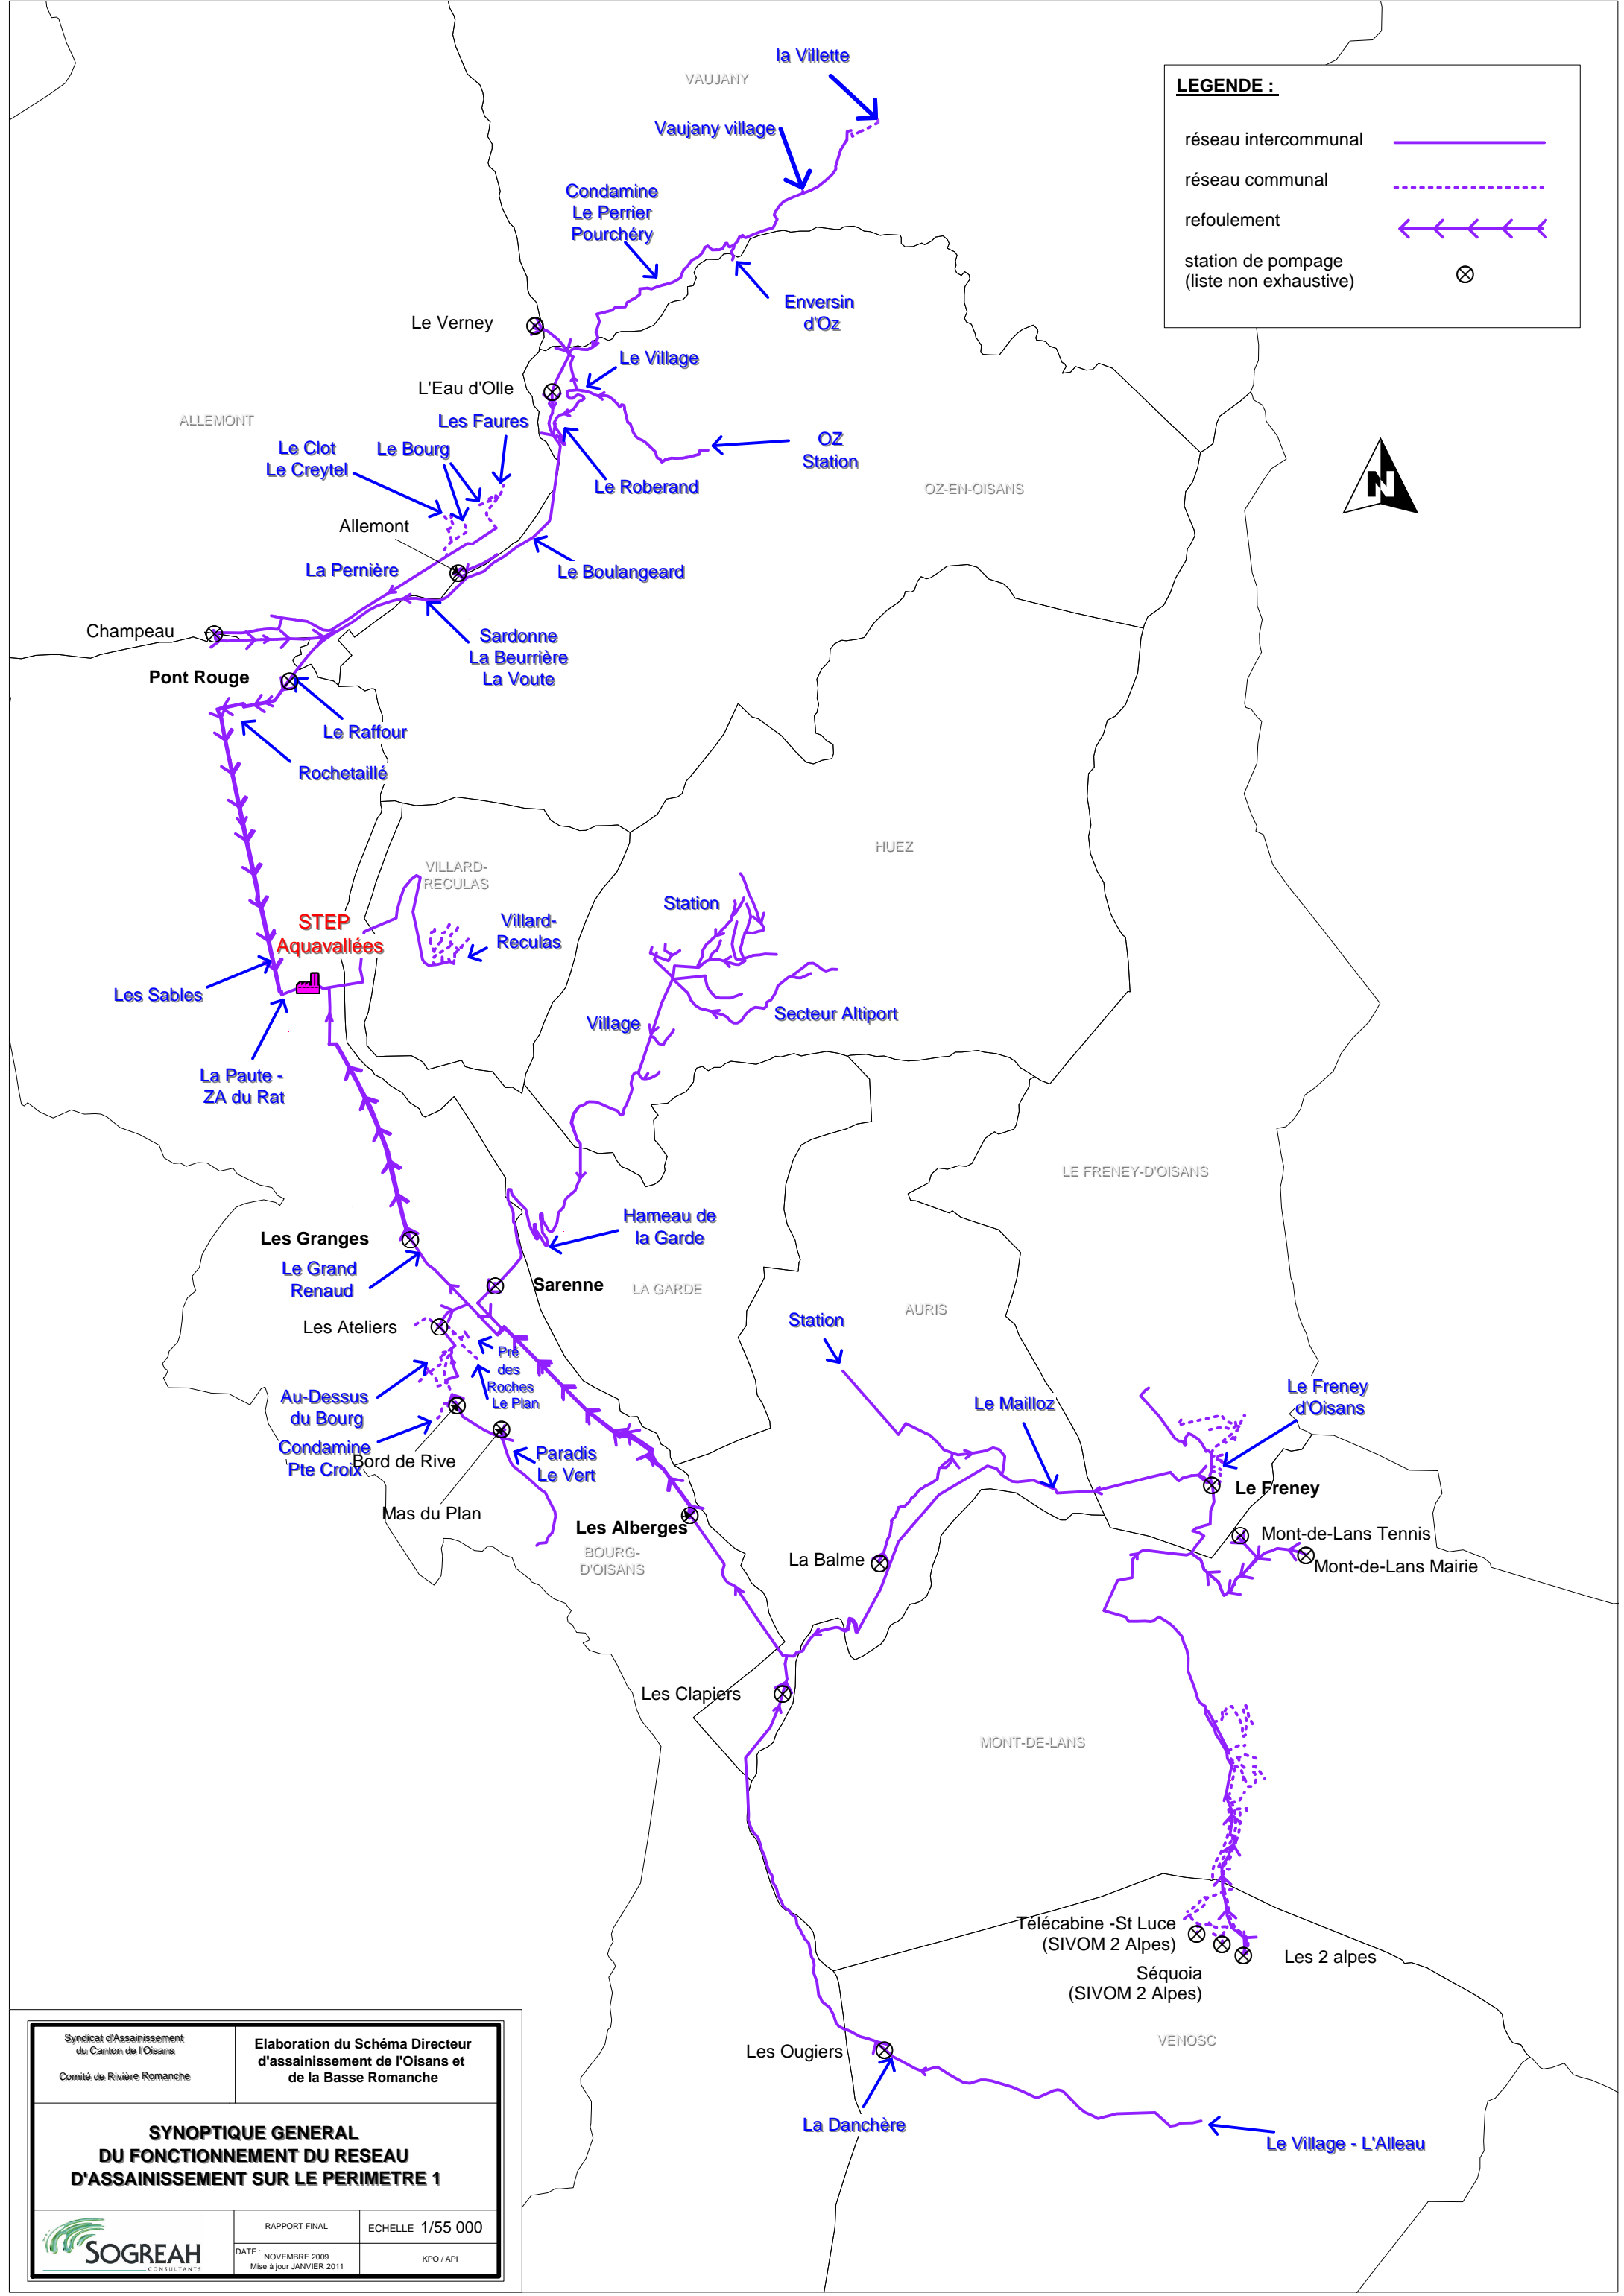 la Villette
VAUJANY
Vaujany village
Condamine
Le Perrier
Pourchéry
Enversin
d'Oz
LEGENDE :
réseau intercommunal
réseau communal
refoulement
station de pompage
(liste non exhaustive)
Le Verney
Le Village
L'Eau d'Olle
ALLEMONT
Les Faures
Le Clot
Le Creytel
Le Bourg
OZ
Station
Le Roberand
OZ-EN-OISANS
N
Allemont
La Pernière
Le Boulangeard
Champeau
Sardonne
La Beurrière
La Voute
Pont Rouge
Le Raffour
Rochetaillé
HUEZ
VILLARD-
RECULAS
Station
STEP
Aquavallées
Villard-
Reculas
Les Sables
Village
Secteur Altiport
La Paute -
ZA du Rat
LE FRENEY-D'OISANS
Hameau de
la Garde
Les Granges
Le Grand
Renaud
Sarenne
LA GARDE
AURIS
Les Ateliers
Station
Pré
des
Roches
Le Plan
Au-Dessus
du Bourg
Le Mailloz
Le Freney
d'Oisans
Condamine
Pte Croix
Bord de Rive
Paradis
Le Vert
Le Freney
Mas du Plan
Les Alberges
Mont-de-Lans Tennis
Mont-de-Lans Mairie
BOURG-
D'OISANS
La Balme
Les Clapiers
MONT-DE-LANS
Télécabine -St Luce
(SIVOM 2 Alpes)
Les 2 alpes
Séquoia
(SIVOM 2 Alpes)
VENOSC
Les Ougiers
La Danchère
Le Village - L'Alleau
Syndicat d'Assainissement
du Canton de l'Oisans
Comité de Rivière Romanche
Elaboration du Schéma Directeur
d'assainissement de l'Oisans et
de la Basse Romanche
SYNOPTIQUE GENERAL
DU FONCTIONNEMENT DU RESEAU
D'ASSAINISSEMENT SUR LE PERIMETRE 1
SOGREAH
CONSULTANTS
RAPPORT FINAL
ECHELLE 1/55 000
DATE : NOVEMBRE 2009
Mise à jour JANVIER 2011
KPO / API